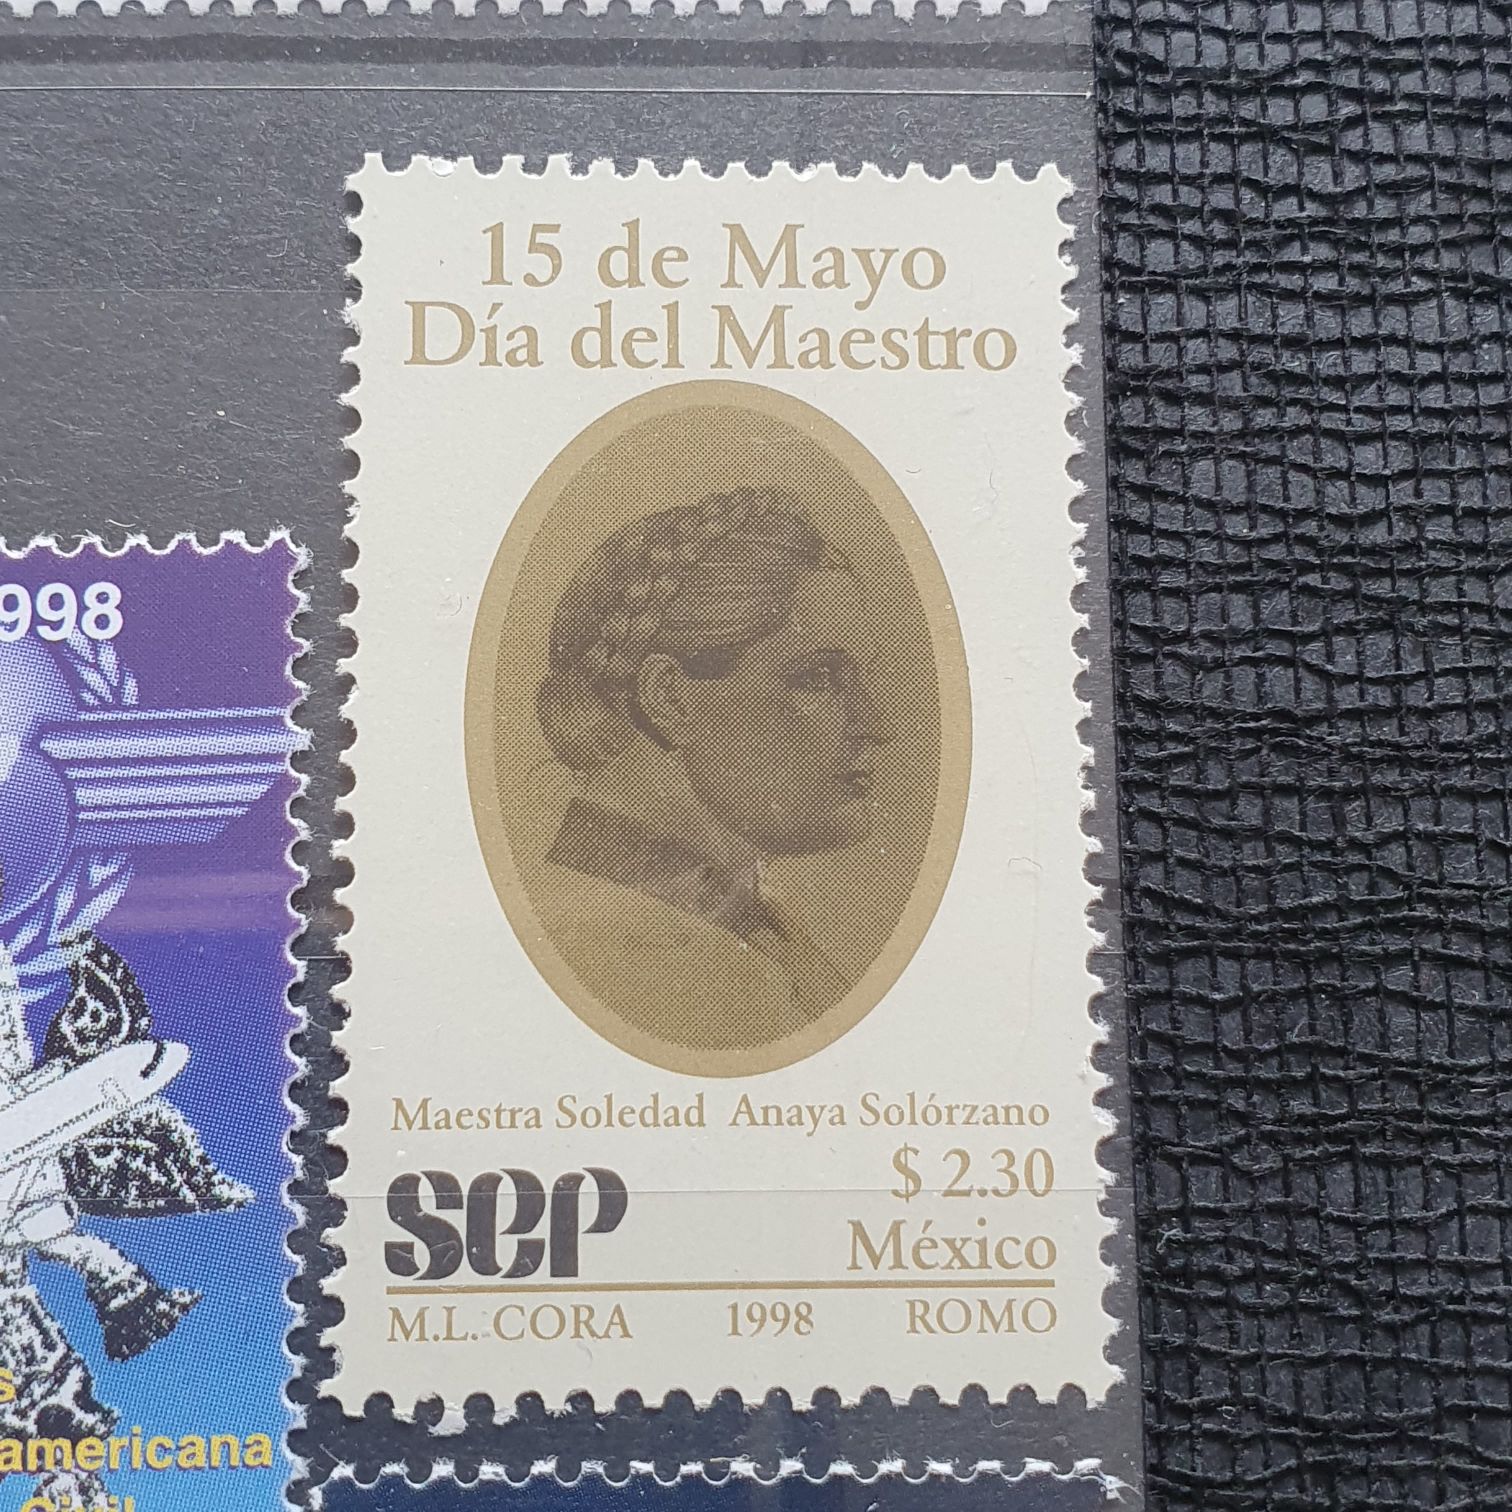 15 de Mayo
Día del Maestro
Maestra Soledad Anaya Solórzano
$ 2.30
sep
México
M.L. CORA 1998 ROMO
998
americana